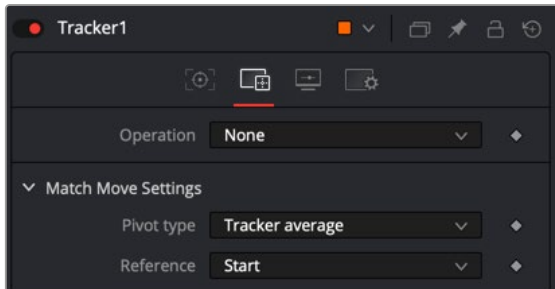 Tracker1
Operation None
Match Move Settings
Pivot type Tracker average
Reference Start